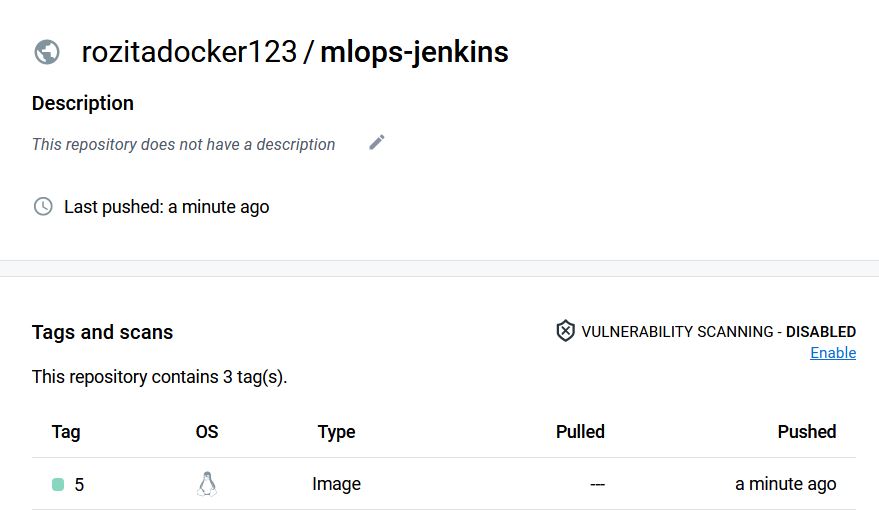 rozitadocker123 / mlops-jenkins
Description
This repository does not have a description
Last pushed: a minute ago
Tags and scans
VULNERABILITY SCANNING - DISABLED
Enable
This repository contains 3 tag(s).
Tag OS Type Pulled Pushed
5 Image --- a minute ago